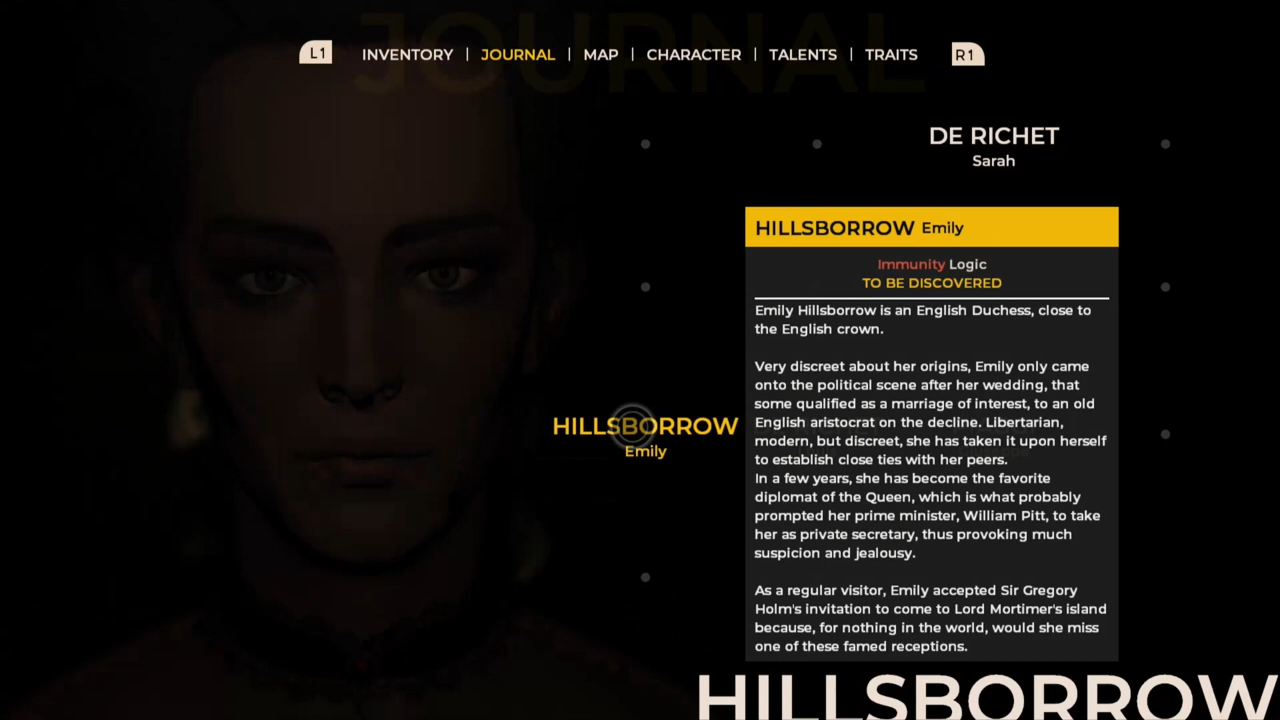 JOURNAL
L1 INVENTORY | JOURNAL | MAP | CHARACTER | TALENTS | TRAITS R1
DE RICHET
Sarah
HILLSBORROW Emily
Immunity Logic
TO BE DISCOVERED
Emily Hillsborrow is an English Duchess, close to
the English crown.
Very discreet about her origins, Emily only came
onto the political scene after her wedding, that
some qualified as a marriage of interest, to an old
English aristocrat on the decline. Libertarian,
modern, but discreet, she has taken it upon herself
to establish close ties with her peers.
In a few years, she has become the favorite
diplomat of the Queen, which is what probably
prompted her prime minister, William Pitt, to take
her as private secretary, thus provoking much
suspicion and jealousy.
As a regular visitor, Emily accepted Sir Gregory
Holm's invitation to come to Lord Mortimer's island
because, for nothing in the world, would she miss
one of these famed receptions.
HILLSBORROW
Emily
HILLSBORROW